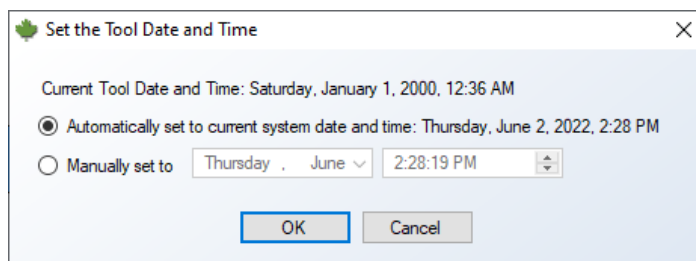 Set the Tool Date and Time
Current Tool Date and Time: Saturday, January 1, 2000, 12:36 AM
Automatically set to current system date and time: Thursday, June 2, 2022, 2:28 PM
Manually set to Thursday , June 2:28:19 PM
OK Cancel